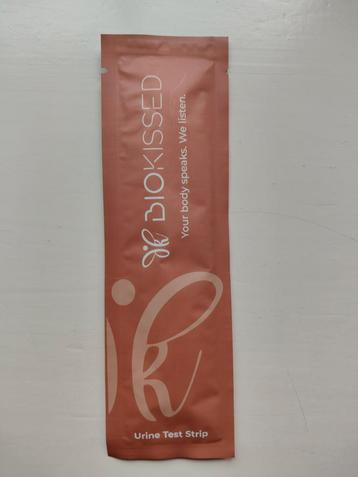 BIOKISSED
Your body speaks. We listen.
Urine Test Strip